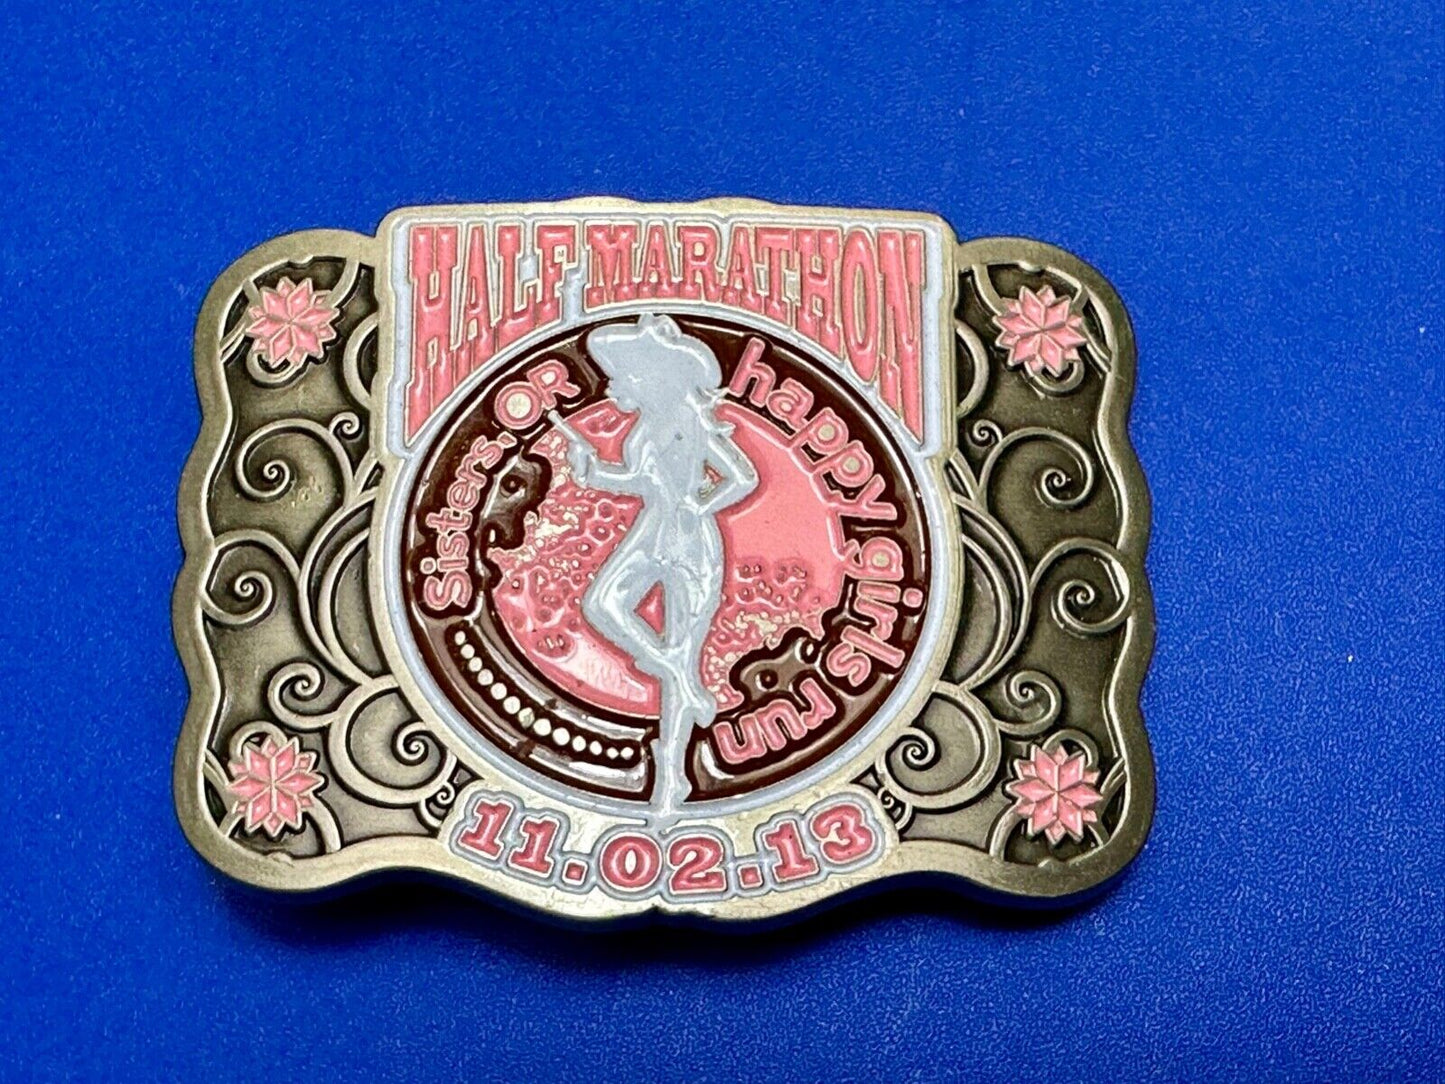 HALF MARATHON
Sisters, OR
happy girls run
11.02.13